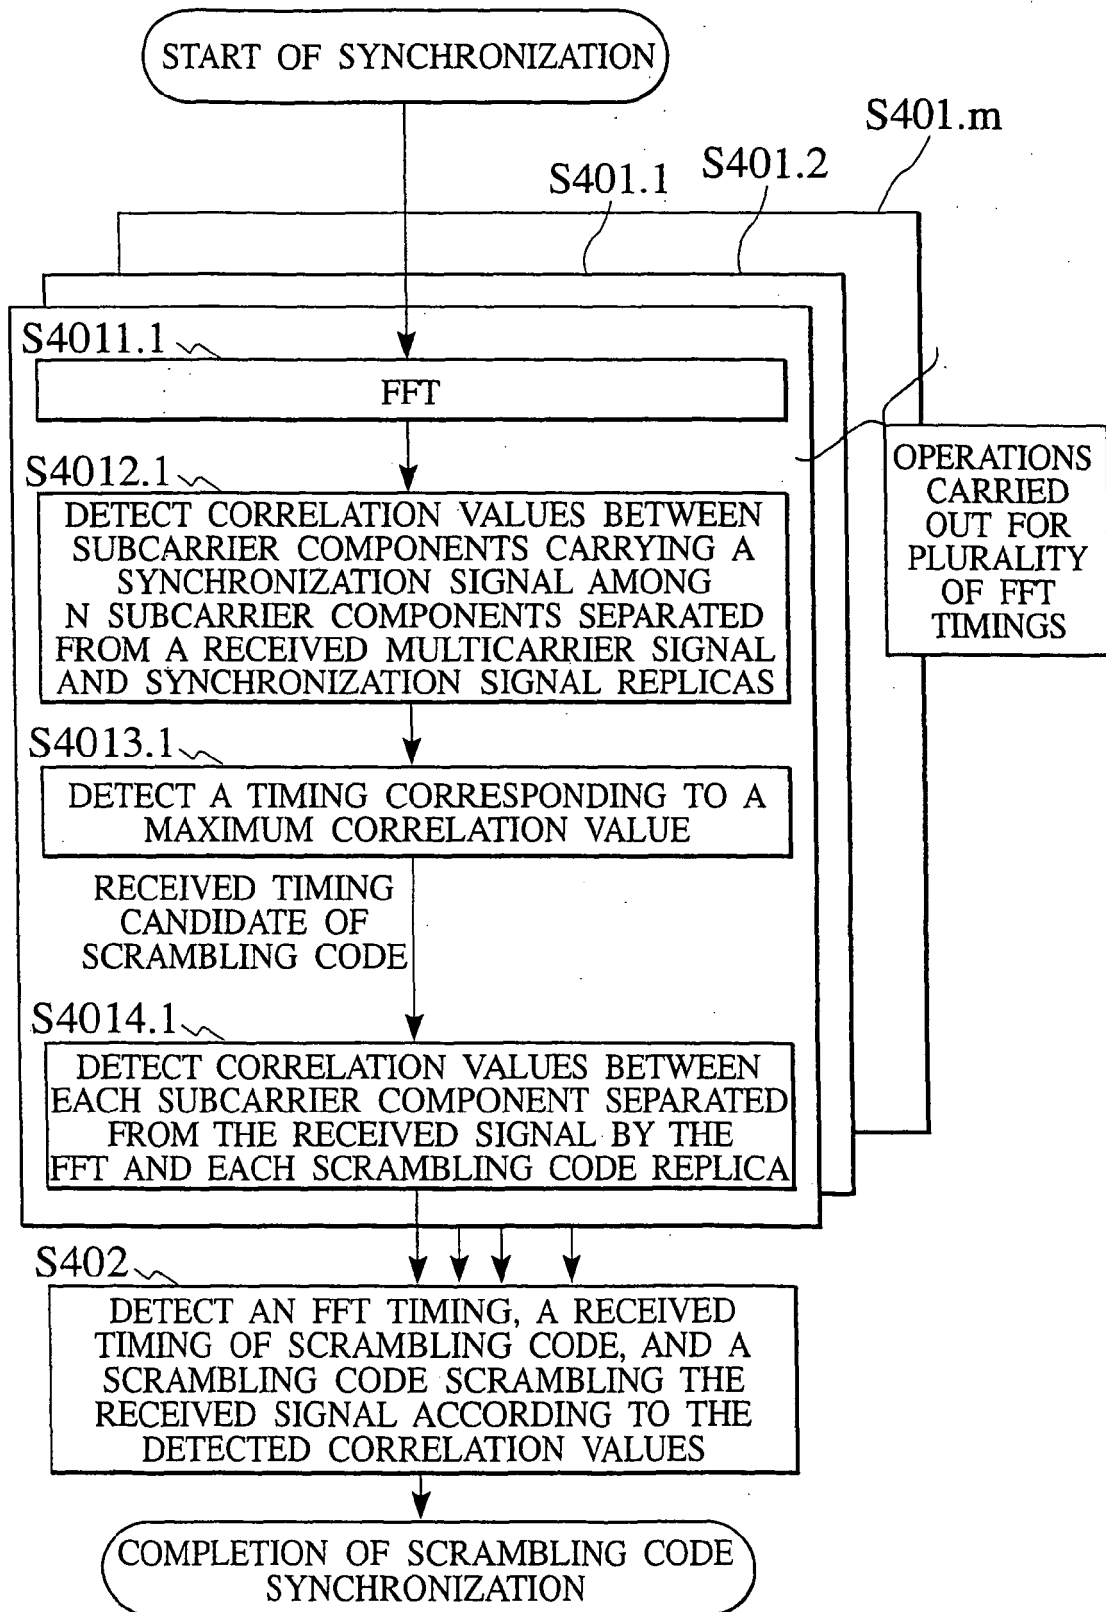 START OF SYNCHRONIZATION
S401.m
S401.2
S401.1
S4011.1
FFT
S4012.1
DETECT CORRELATION VALUES BETWEEN
SUBCARRIER COMPONENTS CARRYING A
SYNCHRONIZATION SIGNAL AMONG
N SUBCARRIER COMPONENTS SEPARATED
FROM A RECEIVED MULTICARRIER SIGNAL
AND SYNCHRONIZATION SIGNAL REPLICAS
OPERATIONS
CARRIED
OUT FOR
PLURALITY
OF FFT
TIMINGS
S4013.1
DETECT A TIMING CORRESPONDING TO A
MAXIMUM CORRELATION VALUE
RECEIVED TIMING
CANDIDATE OF
SCRAMBLING CODE
S4014.1
DETECT CORRELATION VALUES BETWEEN
EACH SUBCARRIER COMPONENT SEPARATED
FROM THE RECEIVED SIGNAL BY THE
FFT AND EACH SCRAMBLING CODE REPLICA
S402
DETECT AN FFT TIMING, A RECEIVED
TIMING OF SCRAMBLING CODE, AND A
SCRAMBLING CODE SCRAMBLING THE
RECEIVED SIGNAL ACCORDING TO THE
DETECTED CORRELATION VALUES
COMPLETION OF SCRAMBLING CODE
SYNCHRONIZATION